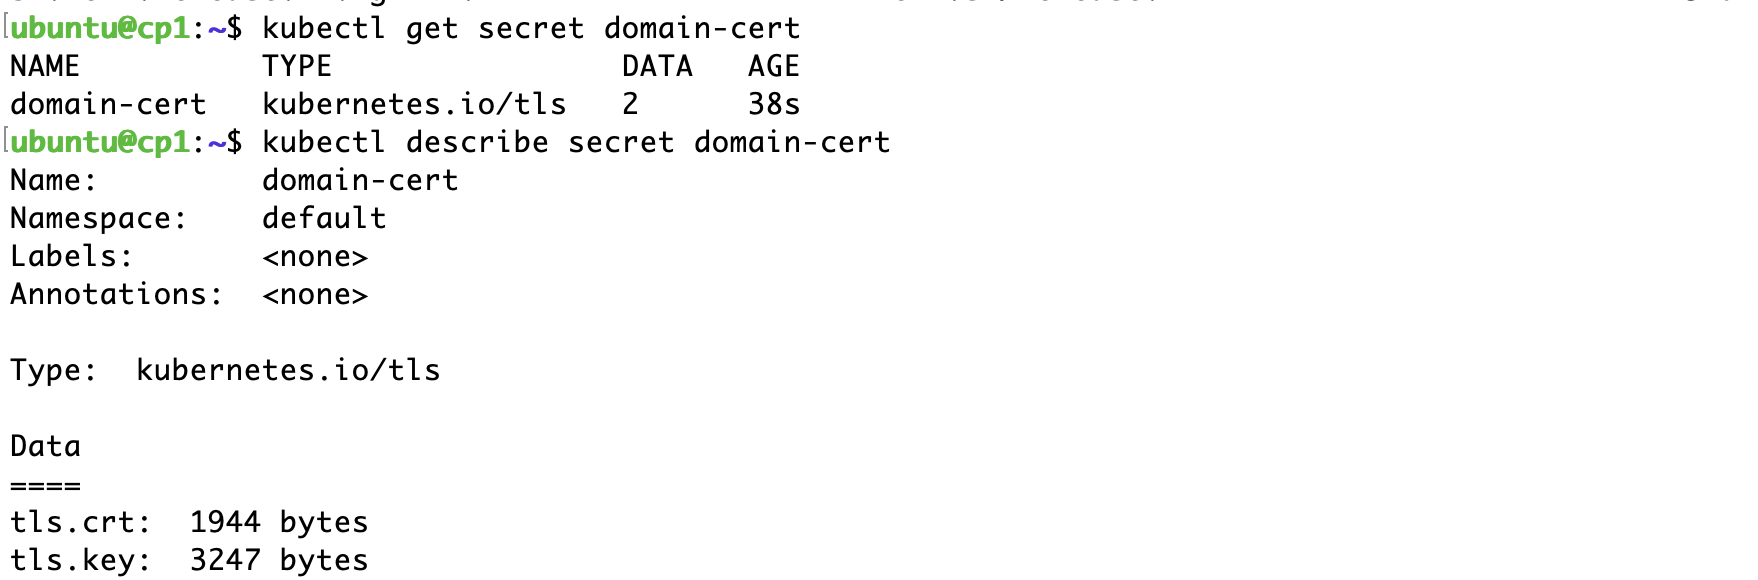 ubuntu@cp1:~$ kubectl get secret domain-cert
NAME          TYPE                DATA   AGE
domain-cert   kubernetes.io/tls   2      38s
ubuntu@cp1:~$ kubectl describe secret domain-cert
Name:         domain-cert
Namespace:    default
Labels:       <none>
Annotations:  <none>
Type:  kubernetes.io/tls
Data
====
tls.crt:  1944 bytes
tls.key:  3247 bytes